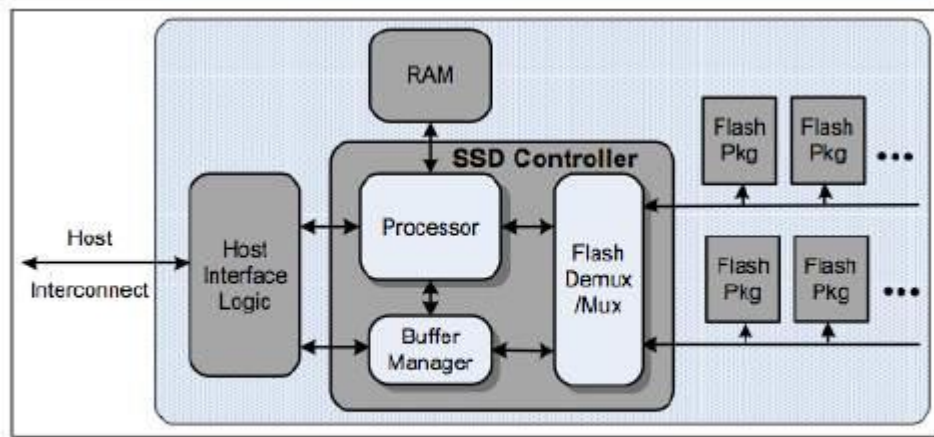 RAM
SSD Controller
Flash
Pkg
Flash
Pkg
Processor
Host
Interconnect
Host
Interface
Logic
Flash
Demux
/Mux
Buffer
Manager
Flash
Pkg
Flash
Pkg